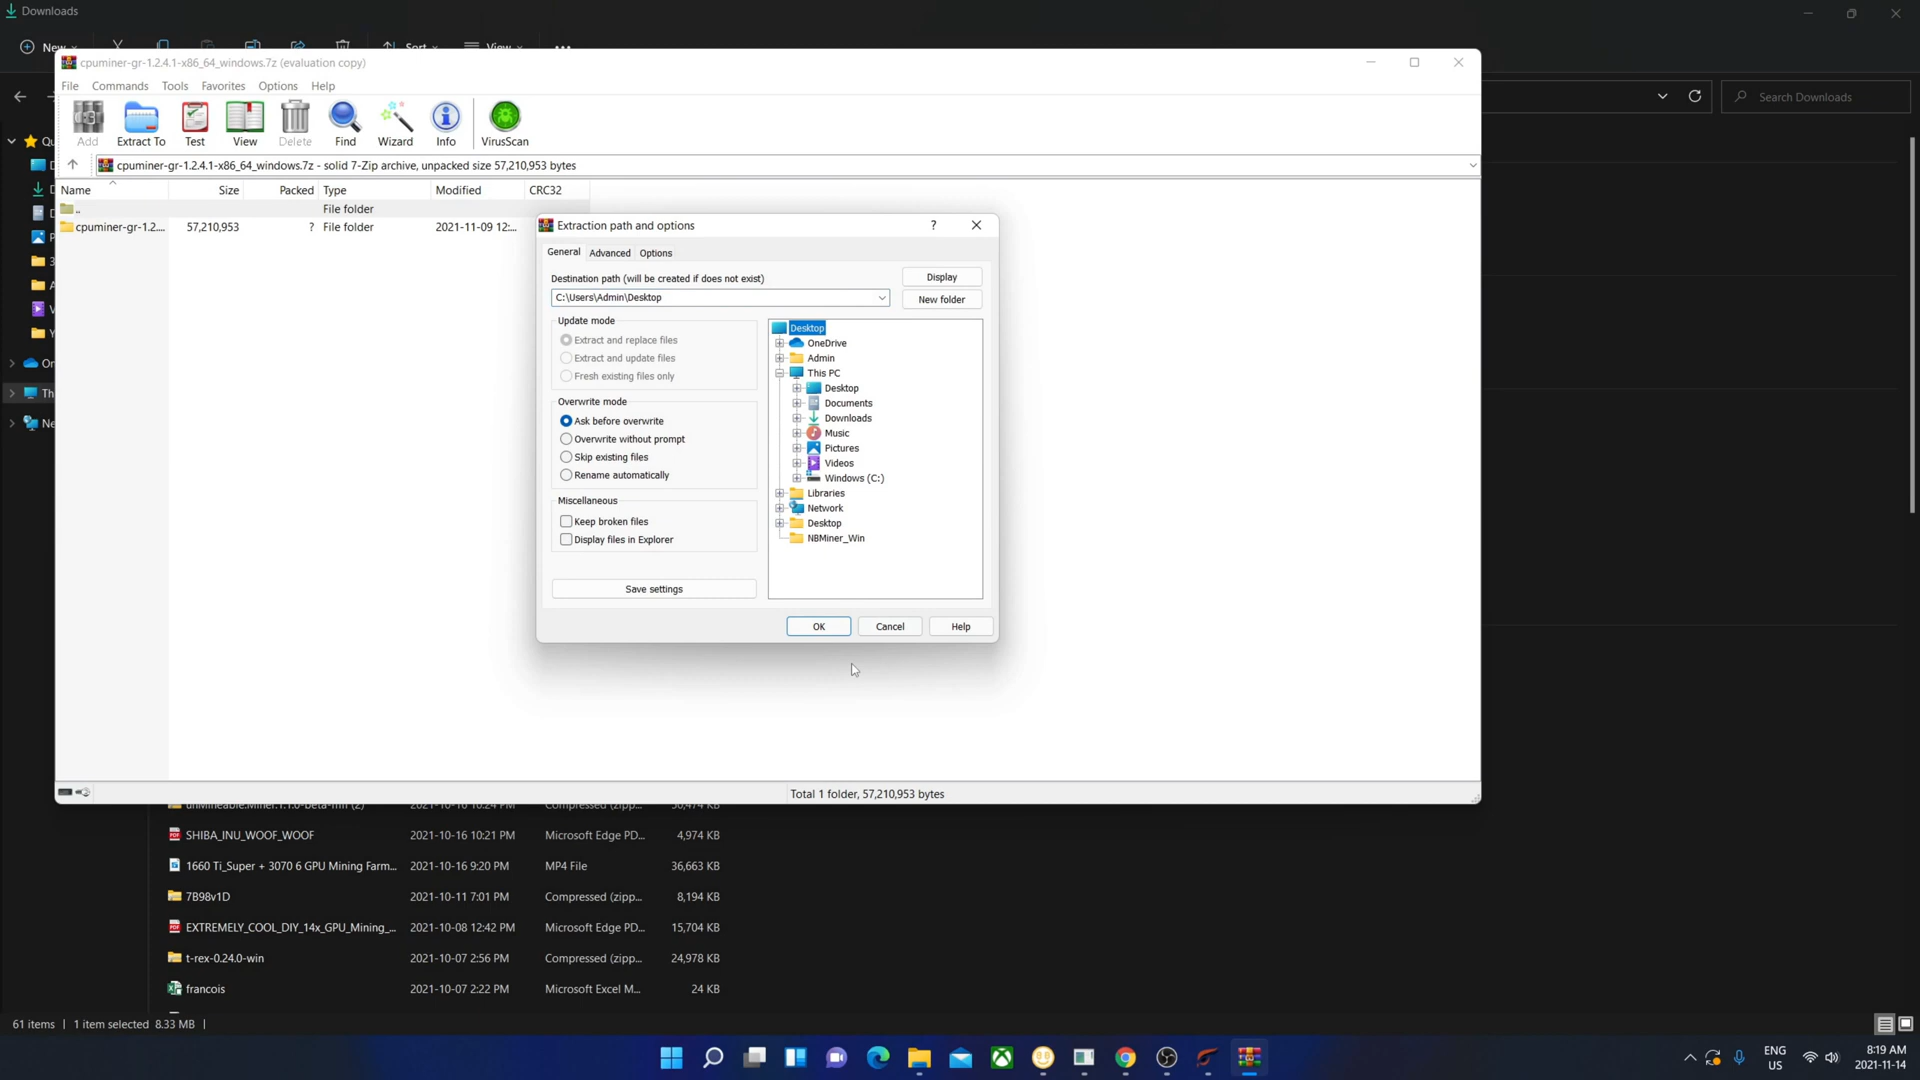 Downloads
New
Sort
View
cpuminer-gr-1.2.4.1-x86_64_windows.7z (evaluation copy)
File Commands Tools Favorites Options Help
Add Extract To Test View Delete Find Wizard Info VirusScan
Search Downloads
cpuminer-gr-1.2.4.1-x86_64_windows.7z - solid 7-Zip archive, unpacked size 57,210,953 bytes
Name Size Packed Type Modified CRC32
.. File folder
cpuminer-gr-1.2.... 57,210,953 ? File folder 2021-11-09 12:...
Extraction path and options
General Advanced Options
Destination path (will be created if does not exist)
Display
C:\Users\Admin\Desktop
New folder
Update mode
Extract and replace files
Extract and update files
Fresh existing files only
Overwrite mode
Ask before overwrite
Overwrite without prompt
Skip existing files
Rename automatically
Miscellaneous
Keep broken files
Display files in Explorer
Save settings
Desktop
OneDrive
Admin
This PC
Desktop
Documents
Downloads
Music
Pictures
Videos
Windows (C:)
Libraries
Network
Desktop
NBMiner_Win
OK Cancel Help
Total 1 folder, 57,210,953 bytes
SHIBA_INU_WOOF_WOOF 2021-10-16 10:21 PM Microsoft Edge PD... 4,974 KB
1660 Ti_Super + 3070 6 GPU Mining Farm... 2021-10-16 9:20 PM MP4 File 36,663 KB
7B98v1D 2021-10-11 7:01 PM Compressed (zipp... 8,194 KB
EXTREMELY_COOL_DIY_14x_GPU_Mining_... 2021-10-08 12:42 PM Microsoft Edge PD... 15,704 KB
t-rex-0.24.0-win 2021-10-07 2:56 PM Compressed (zipp... 24,978 KB
francois 2021-10-07 2:22 PM Microsoft Excel M... 24 KB
61 items 1 item selected 8.33 MB
ENG
US
8:19 AM
2021-11-14